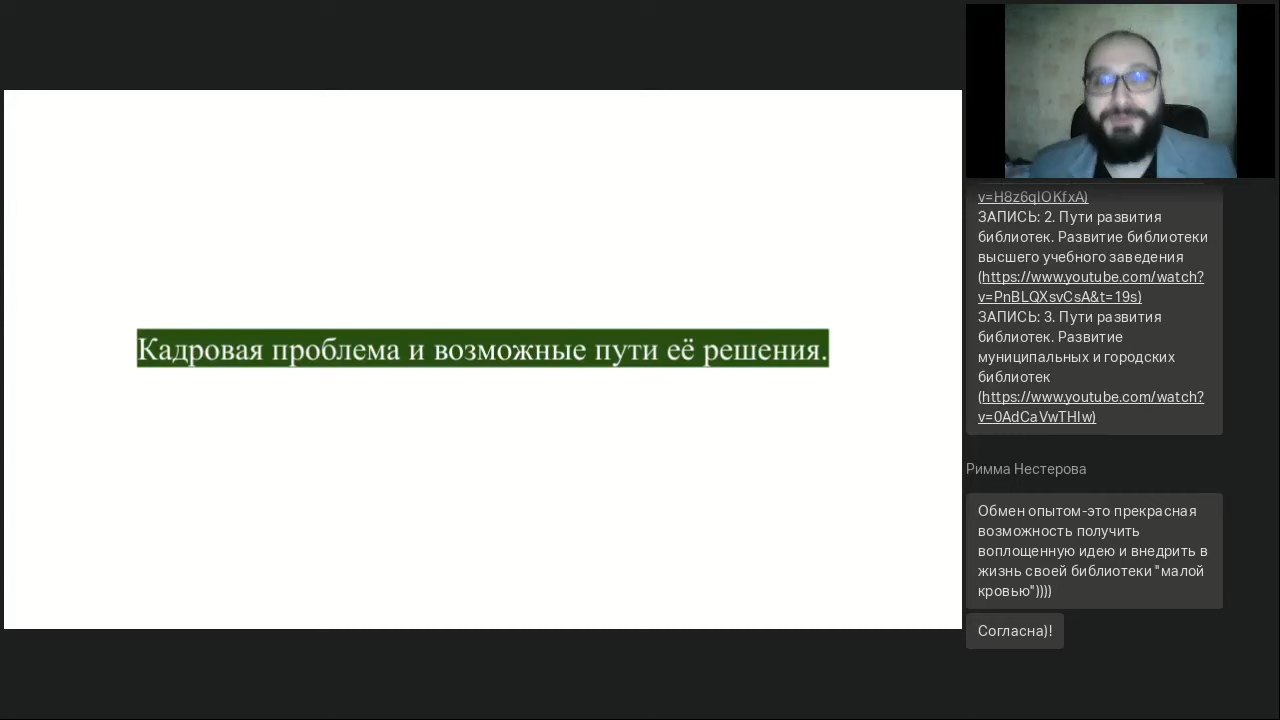 Кадровая проблема и возможные пути её решения.
v=H8z6qIOKfxA)
ЗАПИСЬ: 2. Пути развития
библиотек. Развитие библиотеки
высшего учебного заведения
(https://www.youtube.com/watch?
v=PnBLQXsvCsA&t=19s)
ЗАПИСЬ: 3. Пути развития
библиотек. Развитие
муниципальных и городских
библиотек
(https://www.youtube.com/watch?
v=0AdCaVwTHIw)
Римма Нестерова
Обмен опытом-это прекрасная
возможность получить
воплощенную идею и внедрить в
жизнь своей библиотеки "малой
кровью"))))
Согласна)!